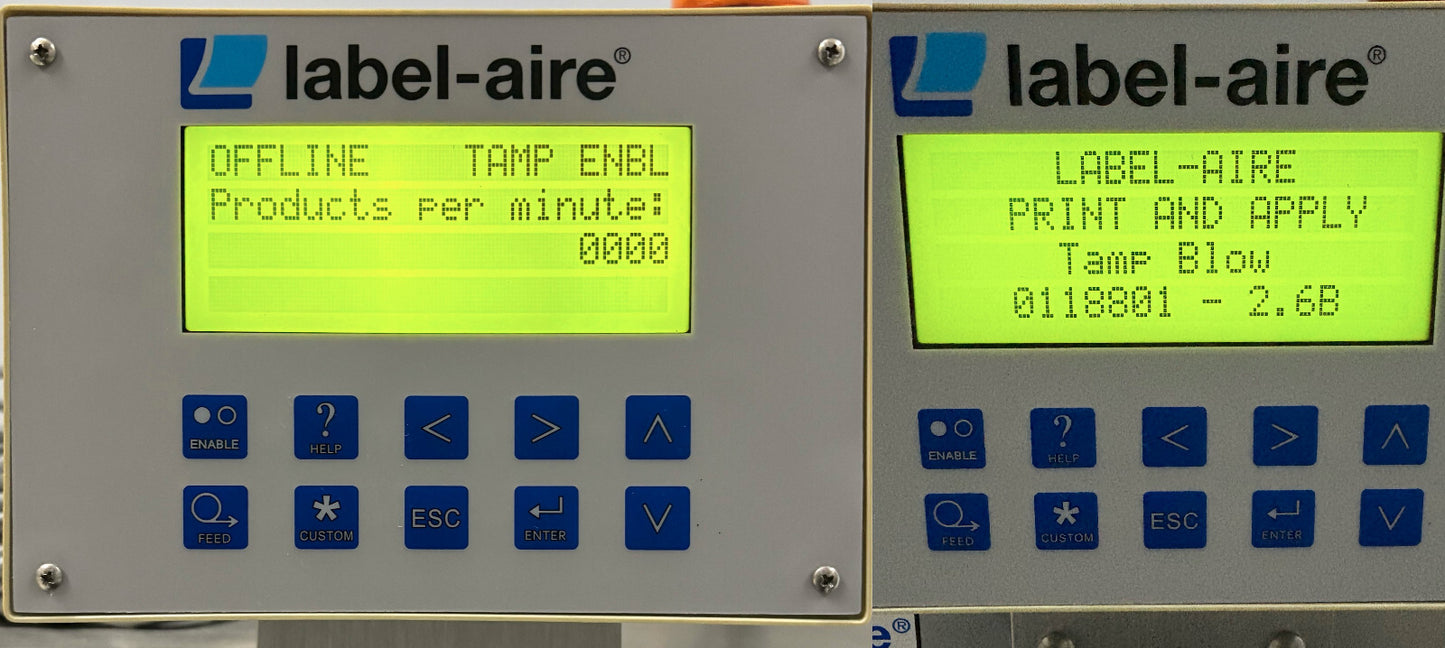 label-aire®
OFFLINE TAMP ENBL
Products per minute:
0000
ENABLE
? HELP
< > ∧
FEED
* CUSTOM
ESC
ENTER
∨
label-aire®
LABEL-AIRE
PRINT AND APPLY
Tamp Blow
0118801 - 2.6B
ENABLE
? HELP
< > ∧
FEED
* CUSTOM
ESC
ENTER
∨
e®